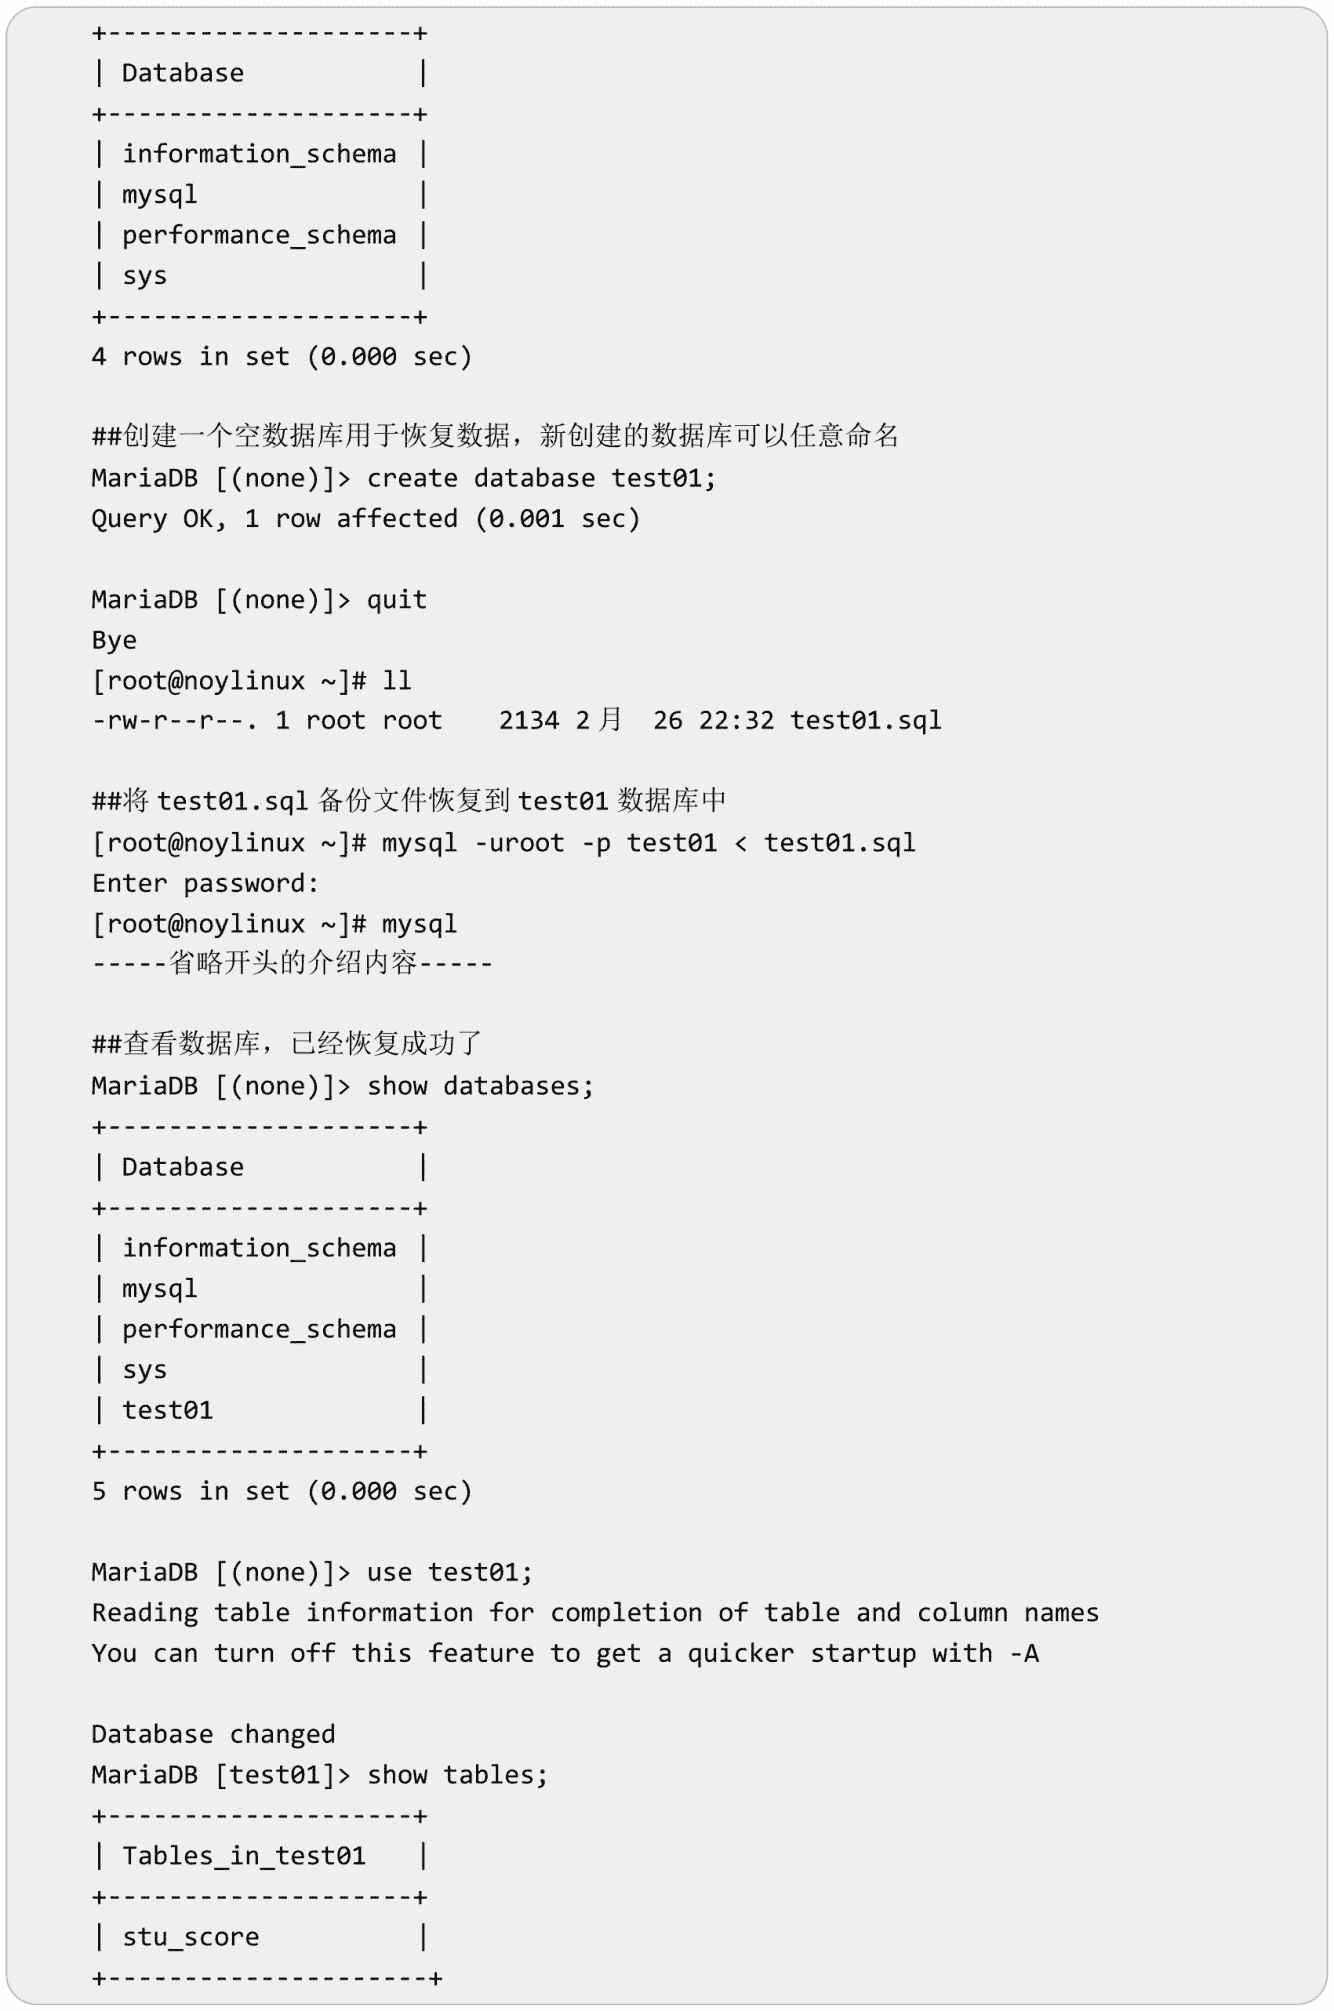 +--------------------+
| Database           |
+--------------------+
| information_schema |
| mysql              |
| performance_schema |
| sys                |
+--------------------+
4 rows in set (0.000 sec)

##创建一个空数据库用于恢复数据，新创建的数据库可以任意命名
MariaDB [(none)]> create database test01;
Query OK, 1 row affected (0.001 sec)

MariaDB [(none)]> quit
Bye
[root@noylinux ~]# ll
-rw-r--r--. 1 root root    2134 2月  26 22:32 test01.sql

##将 test01.sql 备份文件恢复到 test01 数据库中
[root@noylinux ~]# mysql -uroot -p test01 < test01.sql
Enter password:
[root@noylinux ~]# mysql
-----省略开头的介绍内容-----

##查看数据库，已经恢复成功了
MariaDB [(none)]> show databases;
+--------------------+
| Database           |
+--------------------+
| information_schema |
| mysql              |
| performance_schema |
| sys                |
| test01             |
+--------------------+
5 rows in set (0.000 sec)

MariaDB [(none)]> use test01;
Reading table information for completion of table and column names
You can turn off this feature to get a quicker startup with -A

Database changed
MariaDB [test01]> show tables;
+--------------------+
| Tables_in_test01   |
+--------------------+
| stu_score          |
+---------------------+